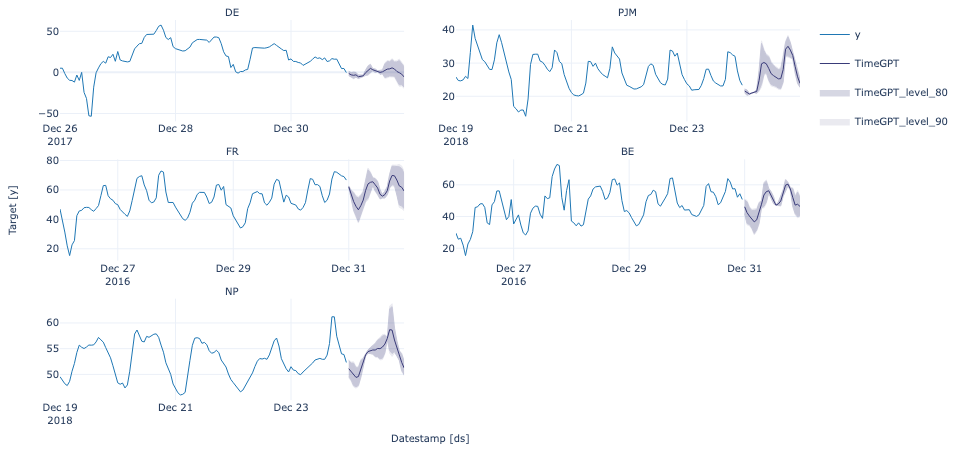 DE
50
0
−50
Dec 26
2017
Dec 28
Dec 30
PJM
40
30
20
Dec 19
2018
Dec 21
Dec 23
y
TimeGPT
TimeGPT_level_80
TimeGPT_level_90
Target [y]
FR
80
60
40
20
Dec 27
2016
Dec 29
Dec 31
BE
60
40
20
Dec 27
2016
Dec 29
Dec 31
NP
60
55
50
Dec 19
2018
Dec 21
Dec 23
Datestamp [ds]